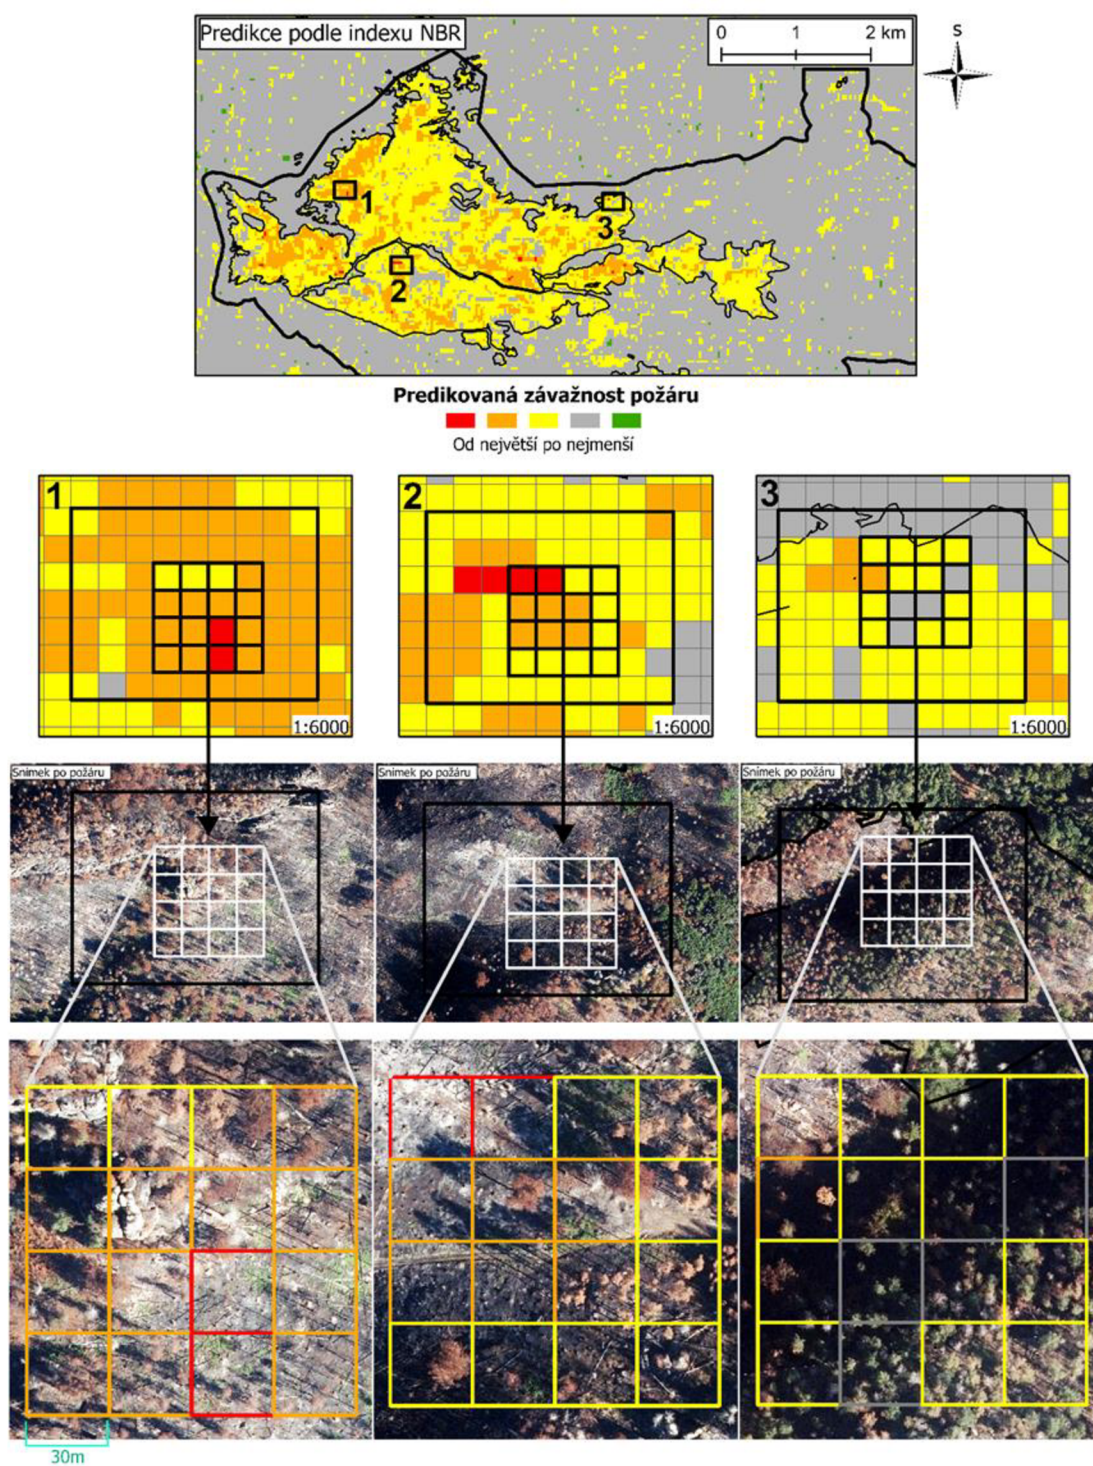 Predikce podle indexu NBR
0 1 2 km
S
1
2
3
Predikovaná závažnost požáru
Od největší po nejmenší
1
2
3
1:6000
1:6000
1:6000
Snímek po požáru
Snímek po požáru
Snímek po požáru
30m